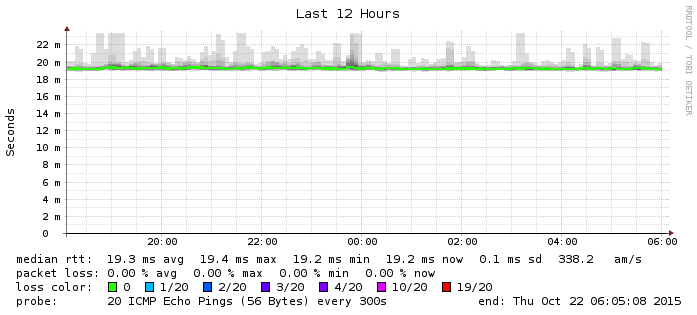 Last 12 Hours
RRDTOOL / TOBI OETIKER
Seconds
22 m
20 m
18 m
16 m
14 m
12 m
10 m
8 m
6 m
4 m
2 m
0
20:00 22:00 00:00 02:00 04:00 06:00
median rtt: 19.3 ms avg 19.4 ms max 19.2 ms min 19.2 ms now 0.1 ms sd 338.2 am/s
packet loss: 0.00 % avg 0.00 % max 0.00 % min 0.00 % now
loss color: 0 1/20 2/20 3/20 4/20 10/20 19/20
probe: 20 ICMP Echo Pings (56 Bytes) every 300s end: Thu Oct 22 06:05:08 2015